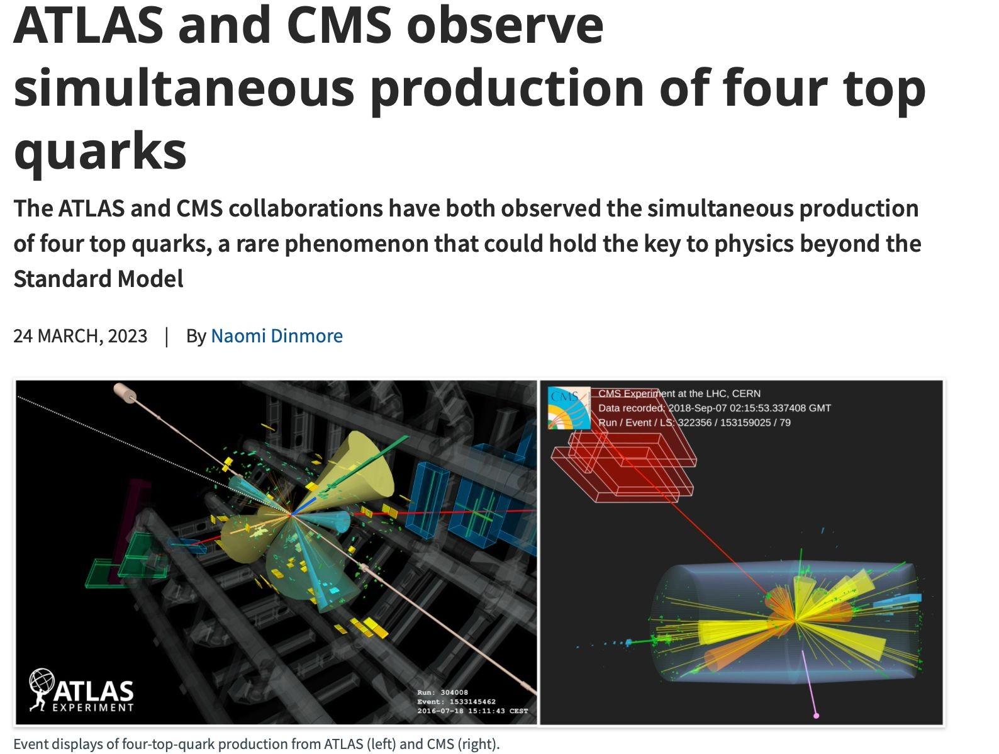 ATLAS and CMS observe
simultaneous production of four top
quarks
The ATLAS and CMS collaborations have both observed the simultaneous production
of four top quarks, a rare phenomenon that could hold the key to physics beyond the
Standard Model
24 MARCH, 2023 | By Naomi Dinmore
ATLAS
EXPERIMENT
Run: 304008
Event: 1533145462
2016-07-18 15:11:43 CEST
CMS
CMS Experiment at the LHC, CERN
Data recorded: 2018-Sep-07 02:15:53.337408 GMT
Run / Event / LS: 322356 / 153159025 / 79
Event displays of four-top-quark production from ATLAS (left) and CMS (right).